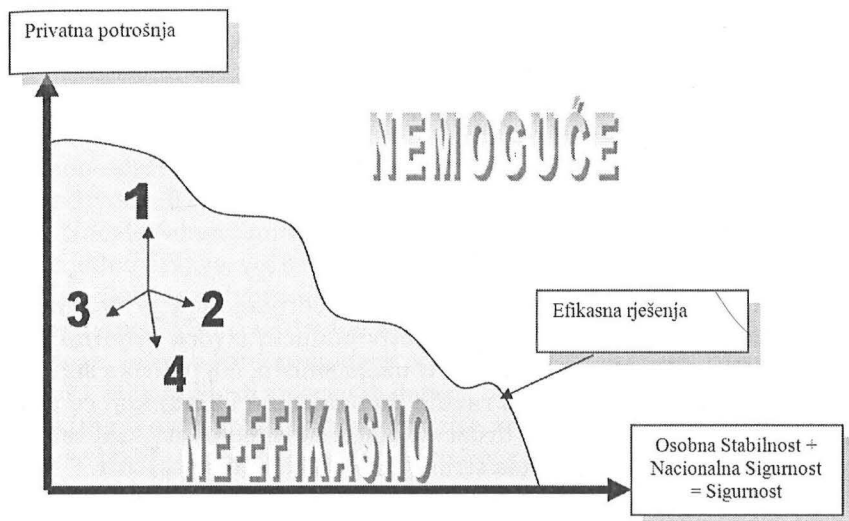 Privatna potrošnja
NEMOGUĆE
1
3
2
4
Efikasna rješenja
NE-EFIKASNO
Osobna Stabilnost +
Nacionalna Sigurnost
= Sigurnost